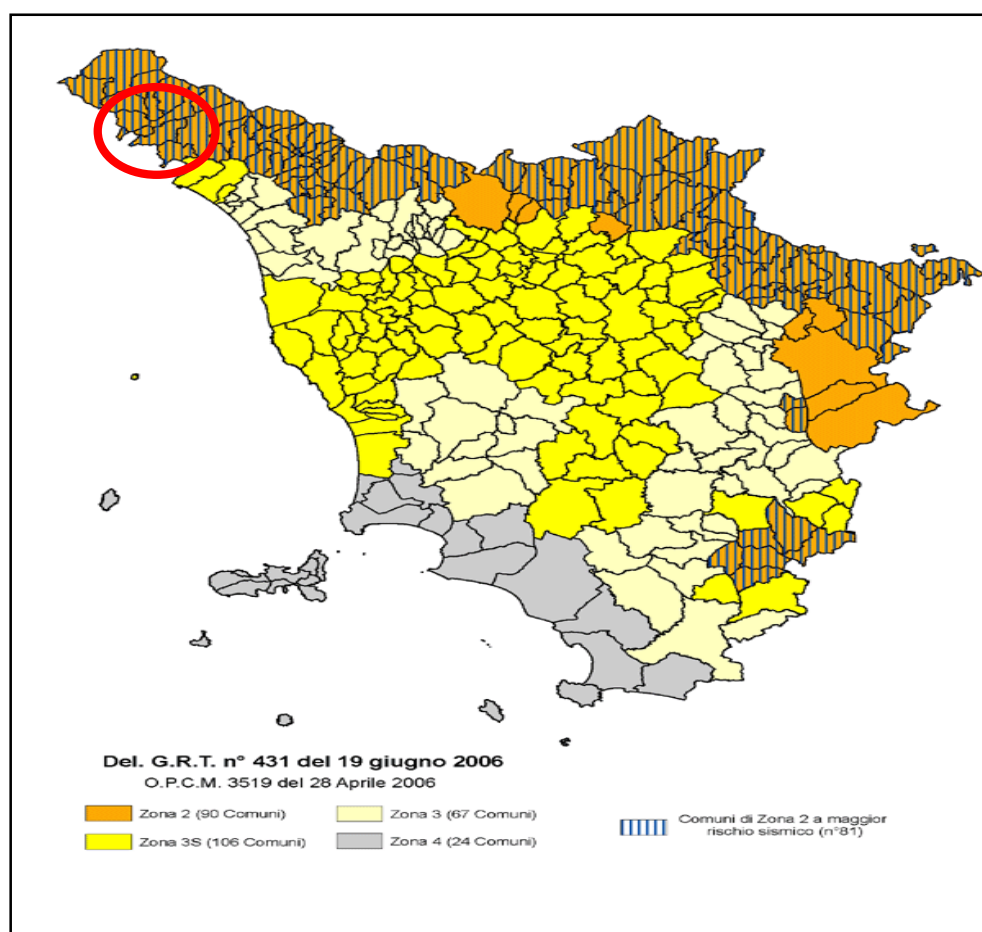 Del. G.R.T. n° 431 del 19 giugno 2006
O.P.C.M. 3519 del 28 Aprile 2006
Zona 2 (90 Comuni)
Zona 3 (67 Comuni)
Comuni di Zona 2 a maggior
rischio sismico (n°81)
Zona 3S (106 Comuni)
Zona 4 (24 Comuni)